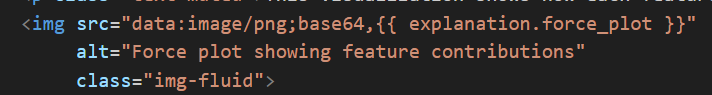 <img src="data:image/png;base64,{{ explanation.force_plot }}"
alt="Force plot showing feature contributions"
class="img-fluid">